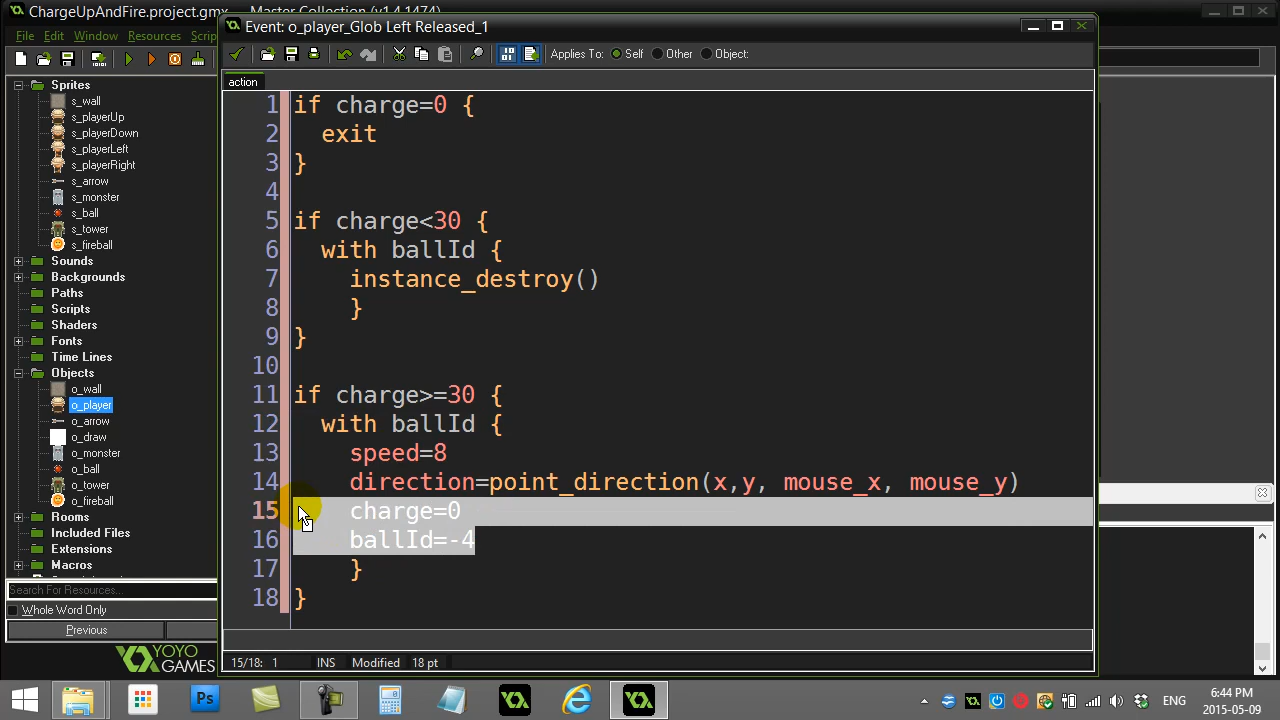 ChargeUpAndFire.project.gmx
Master Collection (v1.4.1474)
File Edit Window Resources Scrip
Event: o_player_Glob Left Released_1
Applies To: Self Other Object:
action
Sprites
s_wall
s_playerUp
s_playerDown
s_playerLeft
s_playerRight
s_arrow
s_monster
s_ball
s_tower
s_fireball
Sounds
Backgrounds
Paths
Scripts
Shaders
Fonts
Time Lines
Objects
o_wall
o_player
o_arrow
o_draw
o_monster
o_ball
o_tower
o_fireball
Rooms
Included Files
Extensions
Macros
Search For Resources...
Whole Word Only
Previous
YOYO
GAMES
1 if charge=0 {
2 exit
3 }
4
5 if charge<30 {
6 with ballId {
7 instance_destroy()
8 }
9 }
10
11 if charge>=30 {
12 with ballId {
13 speed=8
14 direction=point_direction(x,y, mouse_x, mouse_y)
15 charge=0
16 ballId=-4
17 }
18 }
15/18: 1 INS Modified 18 pt
Ps
ENG
6:44 PM
2015-05-09